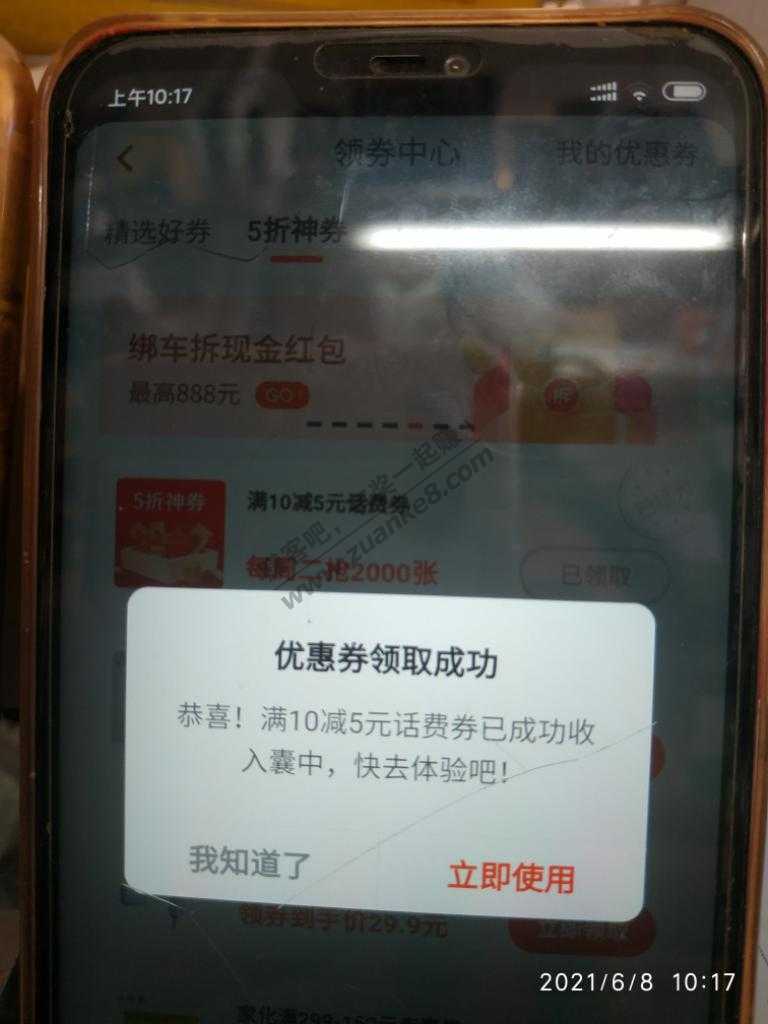 上午10:17
领券中心
我的优惠券
精选好券
5折神券
绑车拆现金红包
最高888元
GO
拆
5折神券
满10减5元话费券
每周二抢2000张
已领取
www.zuanke8.com
优惠券领取成功
恭喜！满10减5元话费券已成功收
入囊中，快去体验吧！
我知道了
立即使用
领券到手价29.9元
立即领取
2021/6/8 10:17